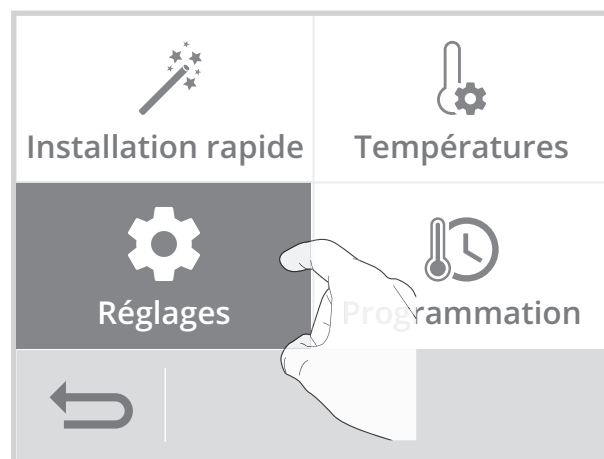 Installation rapide
Températures
Réglages
Programmation